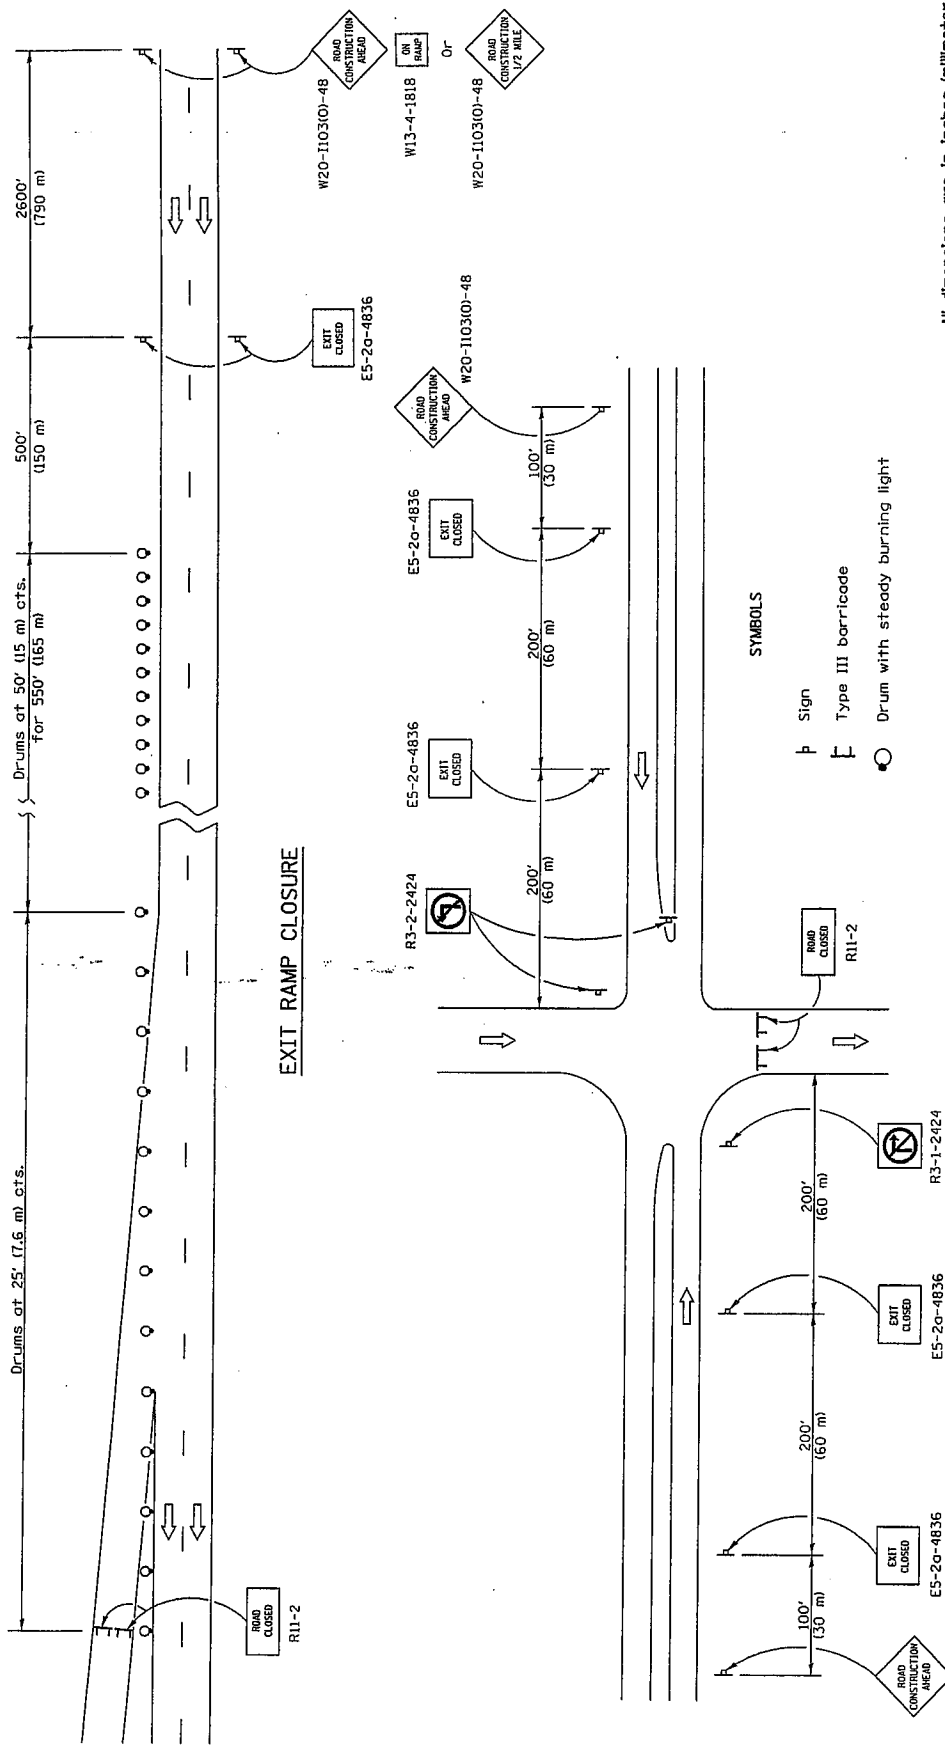 Drums at 25' (7.6 m) cts.
Drums at 50' (15 m) cts.
for 550' (165 m)
500'
(150 m)
2600'
(790 m)
ROAD
CLOSED
R11-2
EXIT
CLOSED
E5-2a-4836
W20-I103(O)-48
ROAD
CONSTRUCTION
AHEAD
W13-4-1818
ON
RAMP
Or
W20-I103(O)-48
ROAD
CONSTRUCTION
1/2 MILE
EXIT RAMP CLOSURE
R3-2-2424
E5-2a-4836
EXIT
CLOSED
E5-2a-4836
EXIT
CLOSED
ROAD
CONSTRUCTION
AHEAD
W20-I103(O)-48
200'
(60 m)
200'
(60 m)
100'
(30 m)
ROAD
CLOSED
R11-2
100'
(30 m)
200'
(60 m)
200'
(60 m)
ROAD
CONSTRUCTION
AHEAD
EXIT
CLOSED
E5-2a-4836
EXIT
CLOSED
E5-2a-4836
R3-1-2424
SYMBOLS
Sign
Type III barricade
Drum with steady burning light